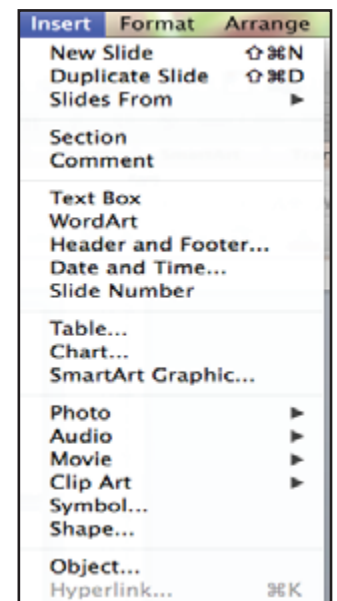 Insert Format Arrange
New Slide ⇧⌘N
Duplicate Slide ⇧⌘D
Slides From ▶
Section
Comment
Text Box
WordArt
Header and Footer...
Date and Time...
Slide Number
Table...
Chart...
SmartArt Graphic...
Photo ▶
Audio ▶
Movie ▶
Clip Art ▶
Symbol...
Shape...
Object...
Hyperlink... ⌘K